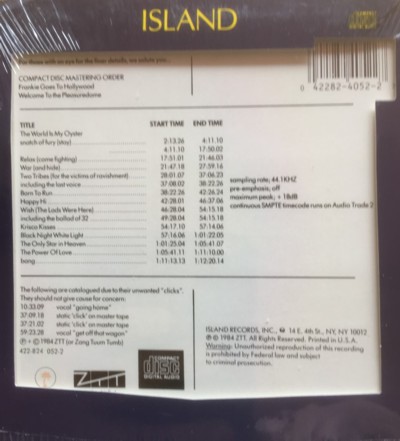 ISLAND
For those with an eye for the finer details, we salute you...
COMPACT DISC MASTERING ORDER
Frankie Goes To Hollywood
Welcome To the Pleasuredome
0 42282-4052-2
TITLE START TIME END TIME
The World Is My Oyster
snatch of fury (stay) 2:13.26 4:11.10
4:11.10 17:50.02
Relax (come fighting) 17:51.01 21:46.03
War (and hide) 21:47.18 27:59.16
Two Tribes (for the victims of ravishment) 28:01.07 37:06.23
including the last voice 37:08.02 38:22.26
Born To Run 38:22.26 42:26.24
Happy Hi 42:28.01 46:37.06
Wish (The Lads Were Here) 46:28.04 54:15.18
including the ballad of 32 49:28.04 54:15.18
Krisco Kisses 54:17.10 57:14.06
Black Night White Light 57:14.06 1:01:22.05
The Only Star in Heaven 1:01:25.04 1:05:41.07
The Power Of Love 1:05:41.11 1:11:10.00
bang 1:11:13.13 1:12:20.14
sampling rate; 44.1KHZ
pre-emphasis; off
maximum peak; + 18dB
continuous SMPTE timecode runs on Audio Track 2
The following are catalogued due to their unwanted "clicks".
They should not give cause for concern.
10:33.09 vocal "going home"
37:09.18 static 'click' on master tape
37:21.02 static 'click' on master tape
59:23.28 vocal "get off that wagon"
℗ + © 1984 ZTT (or Zang Tuum Tumb)
422-824 052-2
ZTT
COMPACT
disc
DIGITAL AUDIO
ISLAND RECORDS, INC., 14 E. 4th St., NY, NY 10012
℗ © 1984 ZTT. All Rights Reserved. Printed in U.S.A.
Warning: Unauthorized reproduction of this recording
is prohibited by Federal law and subject
to criminal prosecution.